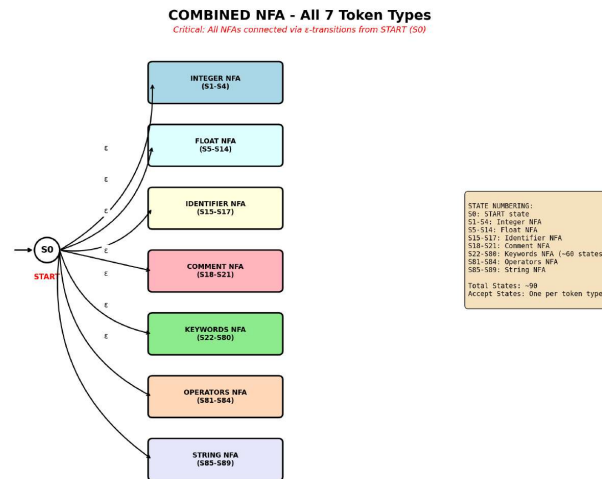 COMBINED NFA - All 7 Token Types
Critical: All NFAs connected via ε-transitions from START (S0)
INTEGER NFA
(S1-S4)
ε
FLOAT NFA
(S5-S14)
ε
ε
IDENTIFIER NFA
(S15-S17)
S0
START
ε
COMMENT NFA
(S18-S21)
ε
ε
KEYWORDS NFA
(S22-S80)
ε
OPERATORS NFA
(S81-S84)
STRING NFA
(S85-S89)
STATE NUMBERING:
S0: START state
S1-S4: Integer NFA
S5-S14: Float NFA
S15-S17: Identifier NFA
S18-S21: Comment NFA
S22-S80: Keywords NFA (~60 states
S81-S84: Operators NFA
S85-S89: String NFA
Total States: ~90
Accept States: One per token type